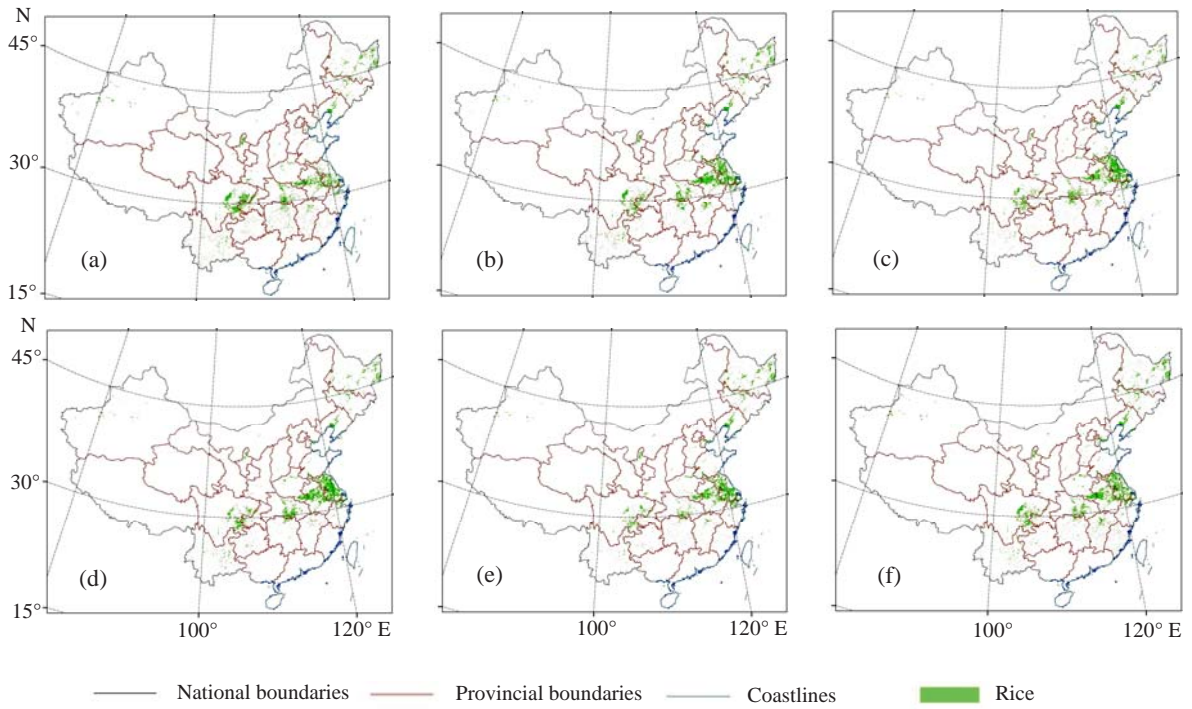 N
45°
30°
15°
(a)
(b)
(c)
N
45°
30°
15°
(d)
(e)
(f)
100°
120° E
100°
120° E
100°
120° E
National boundaries
Provincial boundaries
Coastlines
Rice